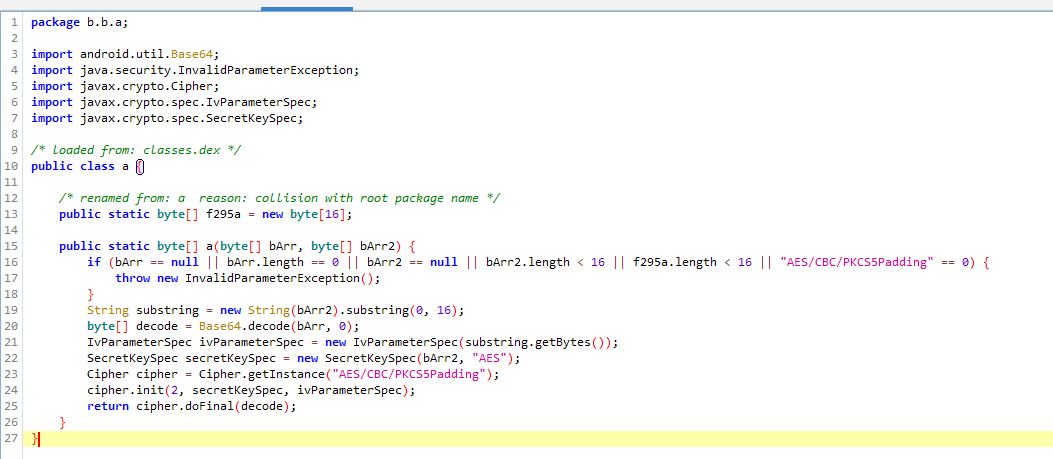 1 package b.b.a;
2
3 import android.util.Base64;
4 import java.security.InvalidParameterException;
5 import javax.crypto.Cipher;
6 import javax.crypto.spec.IvParameterSpec;
7 import javax.crypto.spec.SecretKeySpec;
8
9 /* loaded from: classes.dex */
10 public class a {
11
12     /* renamed from: a  reason: collision with root package name */
13     public static byte[] f295a = new byte[16];
14
15     public static byte[] a(byte[] bArr, byte[] bArr2) {
16         if (bArr == null || bArr.length == 0 || bArr2 == null || bArr2.length < 16 || f295a.length < 16 || "AES/CBC/PKCS5Padding" == 0) {
17             throw new InvalidParameterException();
18         }
19         String substring = new String(bArr2).substring(0, 16);
20         byte[] decode = Base64.decode(bArr, 0);
21         IvParameterSpec ivParameterSpec = new IvParameterSpec(substring.getBytes());
22         SecretKeySpec secretKeySpec = new SecretKeySpec(bArr2, "AES");
23         Cipher cipher = Cipher.getInstance("AES/CBC/PKCS5Padding");
24         cipher.init(2, secretKeySpec, ivParameterSpec);
25         return cipher.doFinal(decode);
26     }
27 }